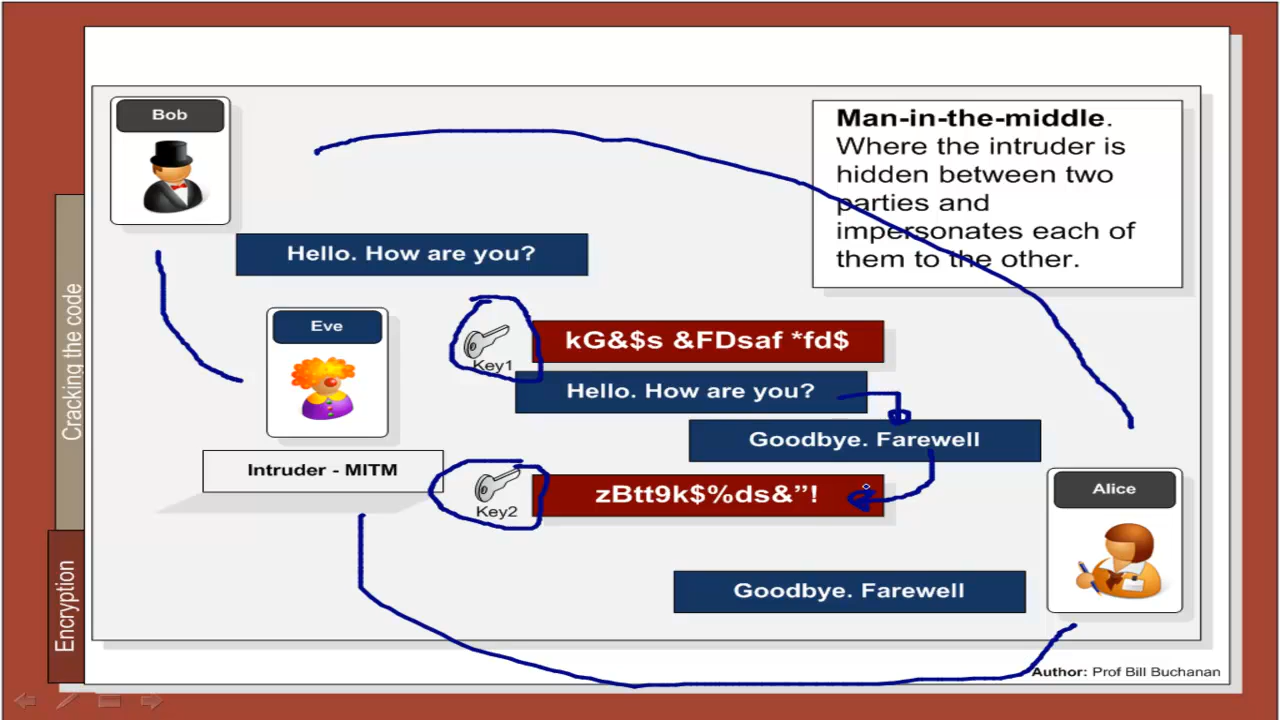 Bob
Man-in-the-middle.
Where the intruder is
hidden between two
parties and
impersonates each of
them to the other.
Hello. How are you?
Eve
kG&$s &FDsaf *fd$
Key1
Hello. How are you?
Goodbye. Farewell
Intruder - MITM
zBtt9k$%ds&”!
Key2
Alice
Goodbye. Farewell
Author: Prof Bill Buchanan
Cracking the code
Encryption